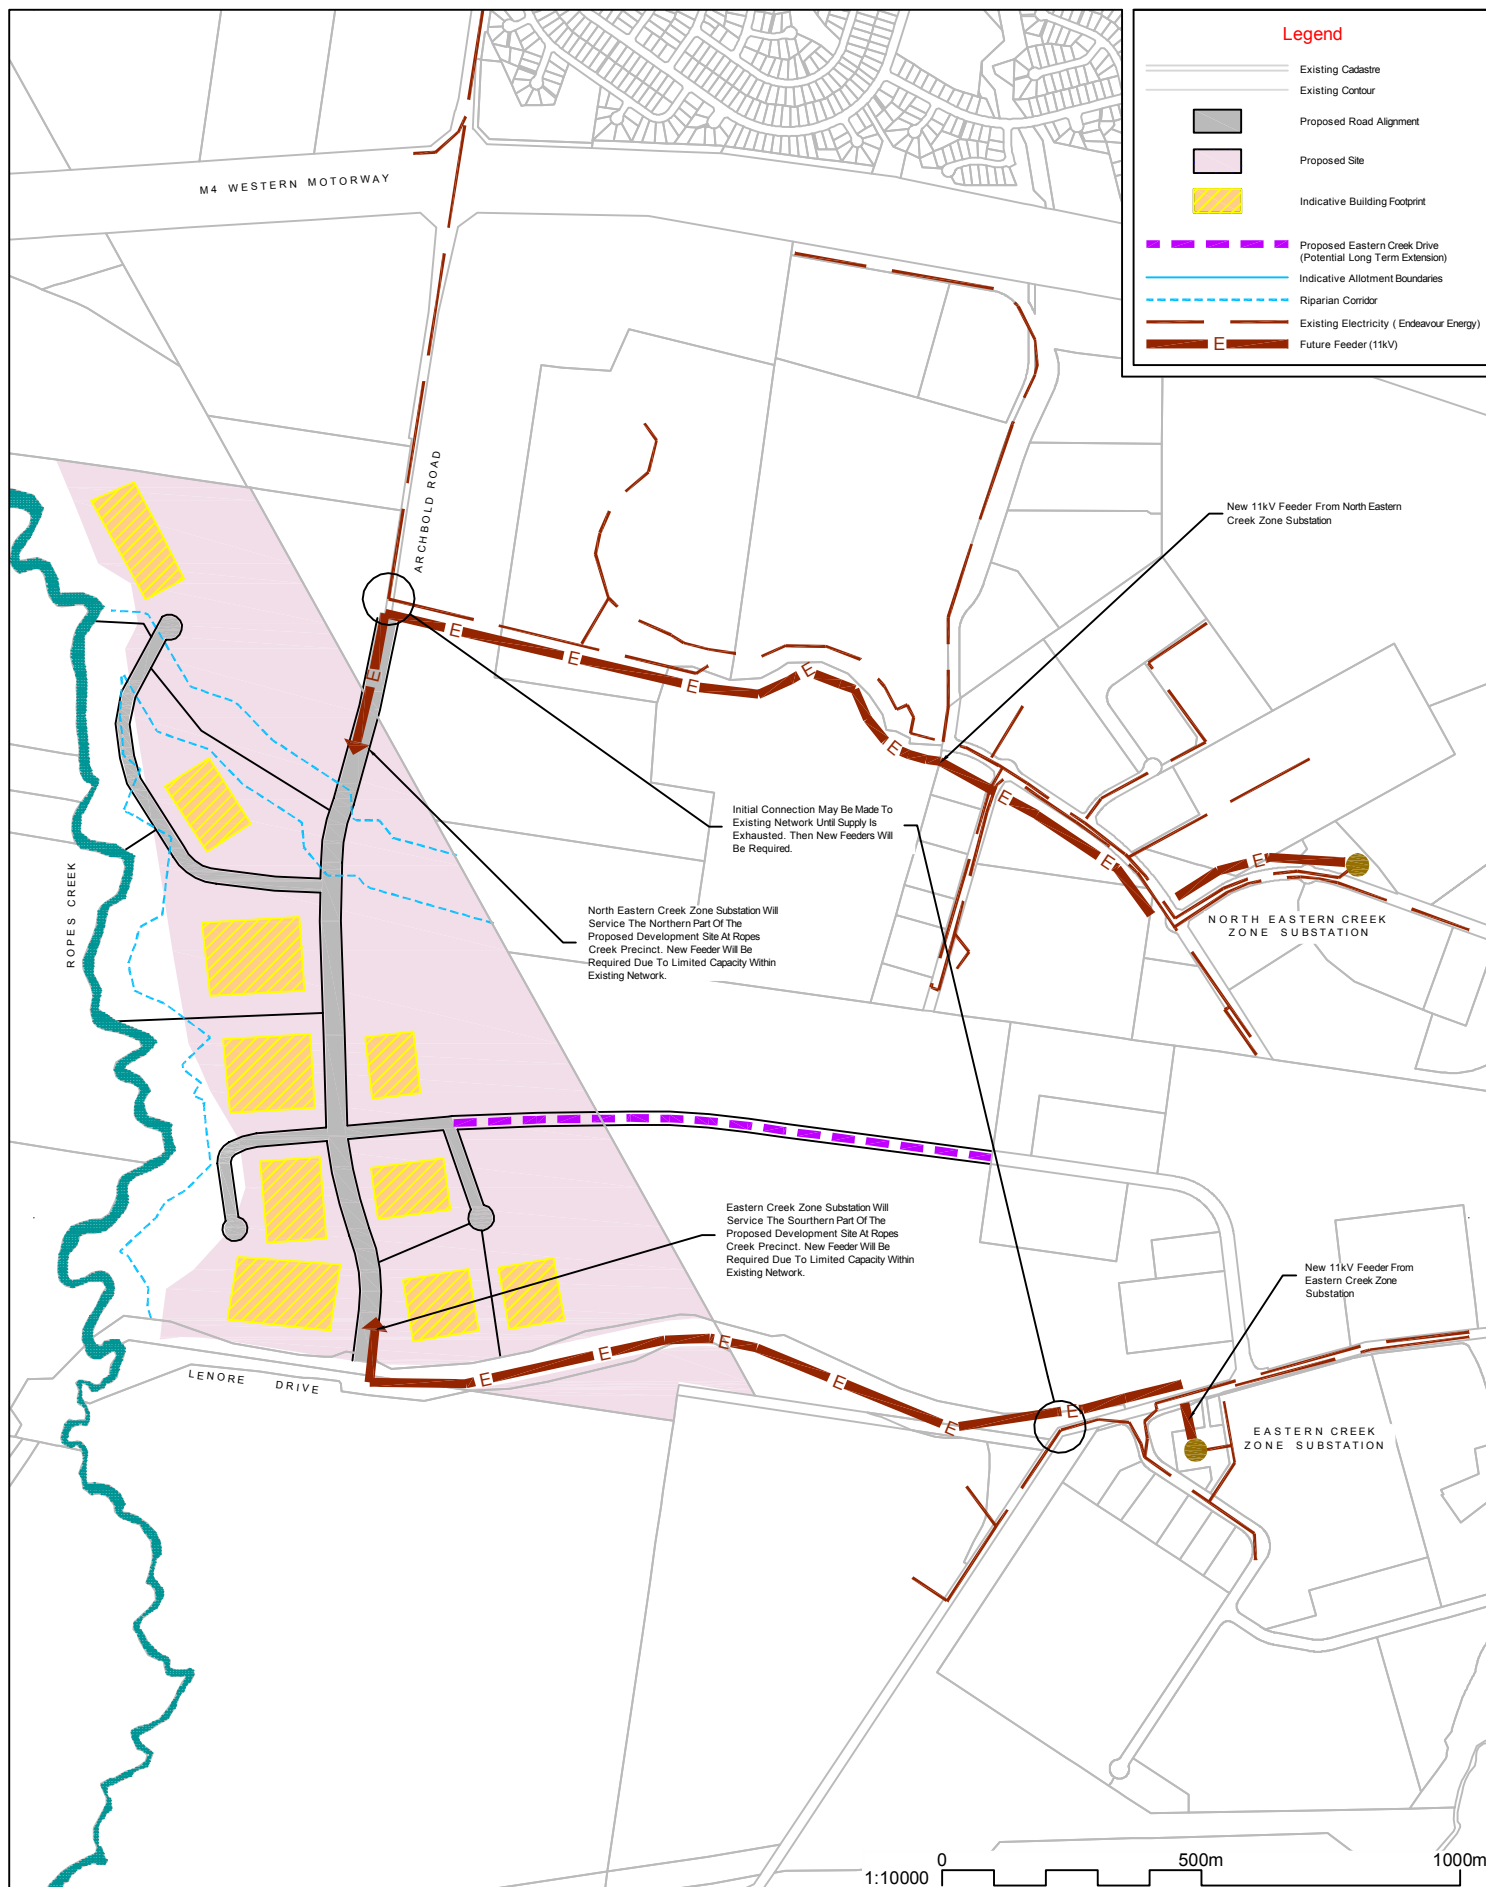 Legend
Existing Cadastre
Existing Contour
Proposed Road Alignment
Proposed Site
Indicative Building Footprint
Proposed Eastern Creek Drive
(Potential Long Term Extension)
Indicative Allotment Boundaries
Riparian Corridor
Existing Electricity ( Endeavour Energy)
E
Future Feeder (11kV)
M4 WESTERN MOTORWAY
ARCHBOLD ROAD
New 11kV Feeder From North Eastern
Creek Zone Substation
E
E
E
E
E
E
E
E
E
Initial Connection May Be Made To
Existing Network Until Supply Is
Exhausted. Then New Feeders Will
Be Required.
ROPES CREEK
North Eastern Creek Zone Substation Will
Service The Northern Part Of The
Proposed Development Site At Ropes
Creek Precinct. New Feeder Will Be
Required Due To Limited Capacity Within
Existing Network.
NORTH EASTERN CREEK
ZONE SUBSTATION
Eastern Creek Zone Substation Will
Service The Sourthern Part Of The
Proposed Development Site At Ropes
Creek Precinct. New Feeder Will Be
Required Due To Limited Capacity Within
Existing Network.
New 11kV Feeder From
Eastern Creek Zone
Substation
E
E
E
E
E
E
LENORE DRIVE
EASTERN CREEK
ZONE SUBSTATION
1:10000
0
500m
1000m